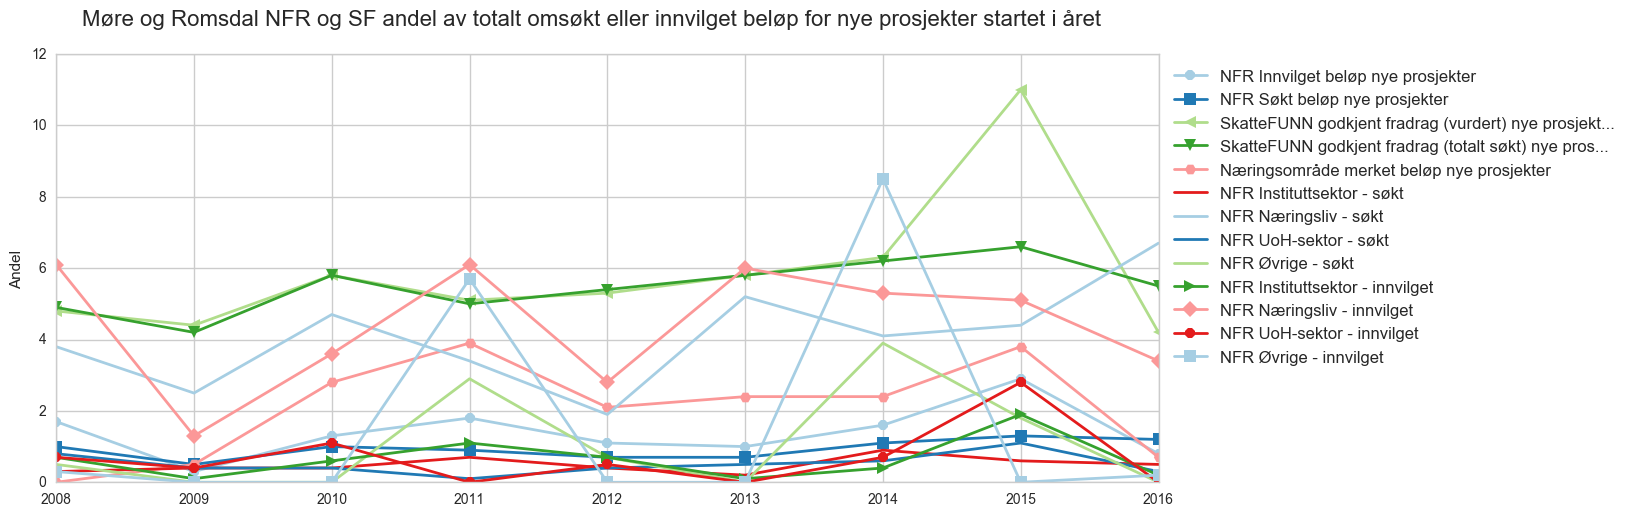 Møre og Romsdal NFR og SF andel av totalt omsøkt eller innvilget beløp for nye prosjekter startet i året
12
10
8
6
4
2
0
Andel
2008 2009 2010 2011 2012 2013 2014 2015 2016
NFR Innvilget beløp nye prosjekter
NFR Søkt beløp nye prosjekter
SkatteFUNN godkjent fradrag (vurdert) nye prosjekt...
SkatteFUNN godkjent fradrag (totalt søkt) nye pros...
Næringsområde merket beløp nye prosjekter
NFR Instituttsektor - søkt
NFR Næringsliv - søkt
NFR UoH-sektor - søkt
NFR Øvrige - søkt
NFR Instituttsektor - innvilget
NFR Næringsliv - innvilget
NFR UoH-sektor - innvilget
NFR Øvrige - innvilget